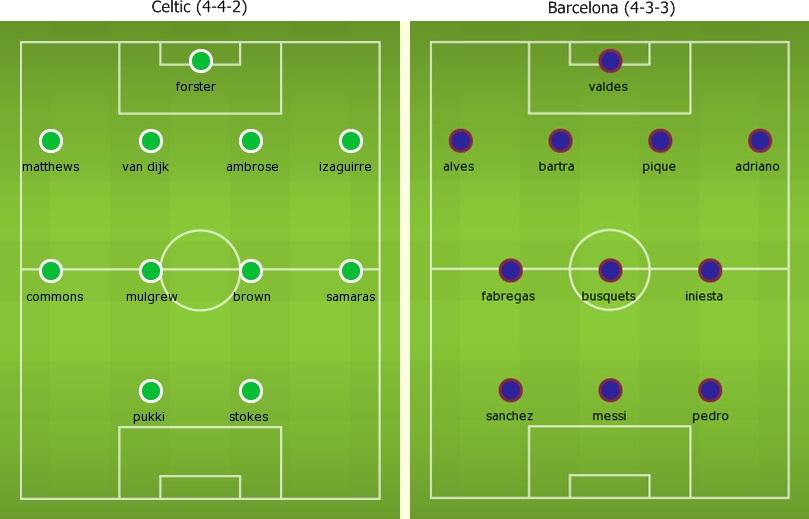 Celtic (4-4-2)
forster
matthews van dijk ambrose izaguirre
commons mulgrew brown samaras
pukki stokes
Barcelona (4-3-3)
valdes
alves bartra pique adriano
fabregas busquets iniesta
sanchez messi pedro